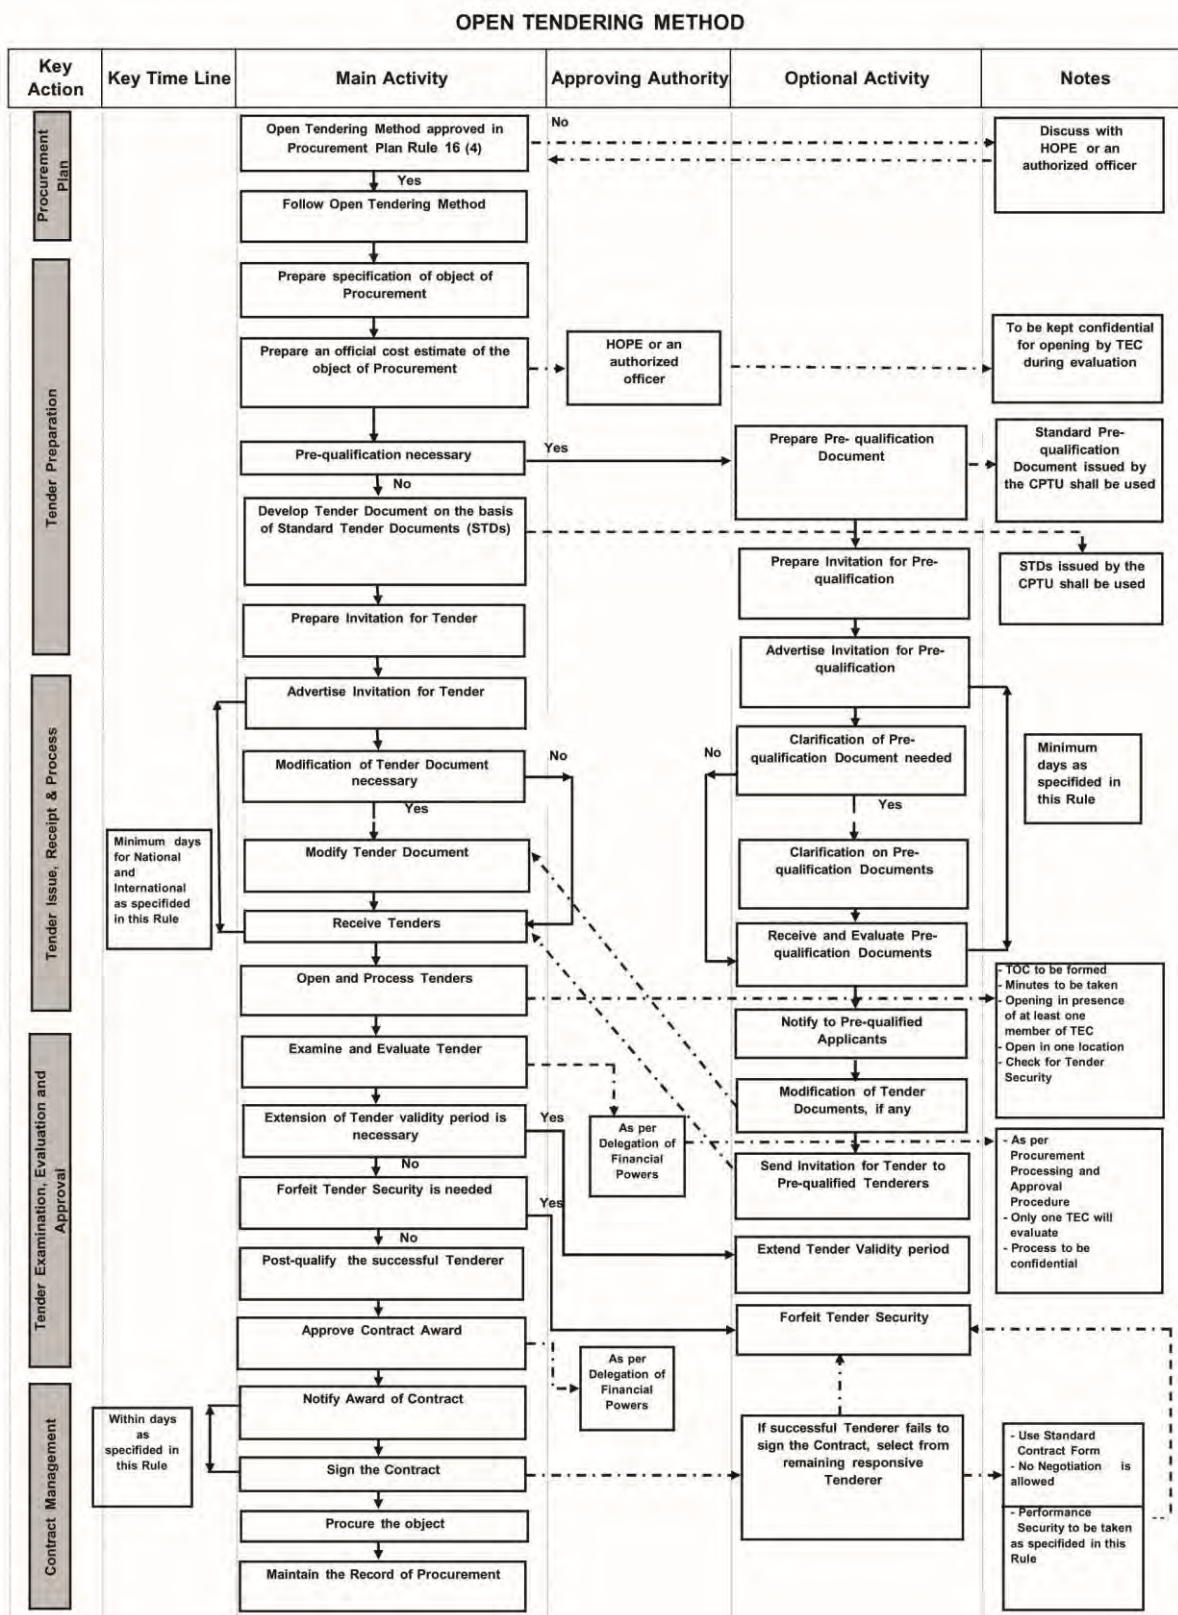 OPEN TENDERING METHOD
Key
Action
Key Time Line
Main Activity
Approving Authority
Optional Activity
Notes
Procurement
Plan
Open Tendering Method approved in
Procurement Plan Rule 16 (4)
No
Discuss with
HOPE or an
authorized officer
Yes
Follow Open Tendering Method
Tender Preparation
Prepare specification of object of
Procurement
Prepare an official cost estimate of the
object of Procurement
HOPE or an
authorized
officer
To be kept confidential
for opening by TEC
during evaluation
Pre-qualification necessary
Yes
Prepare Pre- qualification
Document
Standard Pre-
qualification
Document issued by
the CPTU shall be used
No
Develop Tender Document on the basis
of Standard Tender Documents (STDs)
Prepare Invitation for Pre-
qualification
STDs issued by the
CPTU shall be used
Prepare Invitation for Tender
Advertise Invitation for Pre-
qualification
Tender Issue, Receipt & Process
Advertise Invitation for Tender
Modification of Tender Document
necessary
No
No
Clarification of Pre-
qualification Document needed
Minimum
days as
specifided in
this Rule
Yes
Yes
Minimum days
for National
and
International
as specifided
in this Rule
Modify Tender Document
Clarification on Pre-
qualification Documents
Receive Tenders
Receive and Evaluate Pre-
qualification Documents
Open and Process Tenders
- TOC to be formed
- Minutes to be taken
- Opening in presence
of at least one
member of TEC
- Open in one location
- Check for Tender
Security
Notify to Pre-qualified
Applicants
Tender Examination, Evaluation and
Approval
Examine and Evaluate Tender
Modification of Tender
Documents, if any
Extension of Tender validity period is
necessary
Yes
As per
Delegation of
Financial
Powers
- As per
Procurement
Processing and
Approval
Procedure
- Only one TEC will
evaluate
- Process to be
confidential
No
Send Invitation for Tender to
Pre-qualified Tenderers
Forfeit Tender Security is needed
Yes
No
Post-qualify the successful Tenderer
Extend Tender Validity period
Approve Contract Award
Forfeit Tender Security
As per
Delegation of
Financial
Powers
Contract Management
Notify Award of Contract
Within days
as
specifided in
this Rule
If successful Tenderer fails to
sign the Contract, select from
remaining responsive
Tenderer
- Use Standard
Contract Form
- No Negotiation is
allowed
Sign the Contract
- Performance
Security to be taken
as specifided in this
Rule
Procure the object
Maintain the Record of Procurement